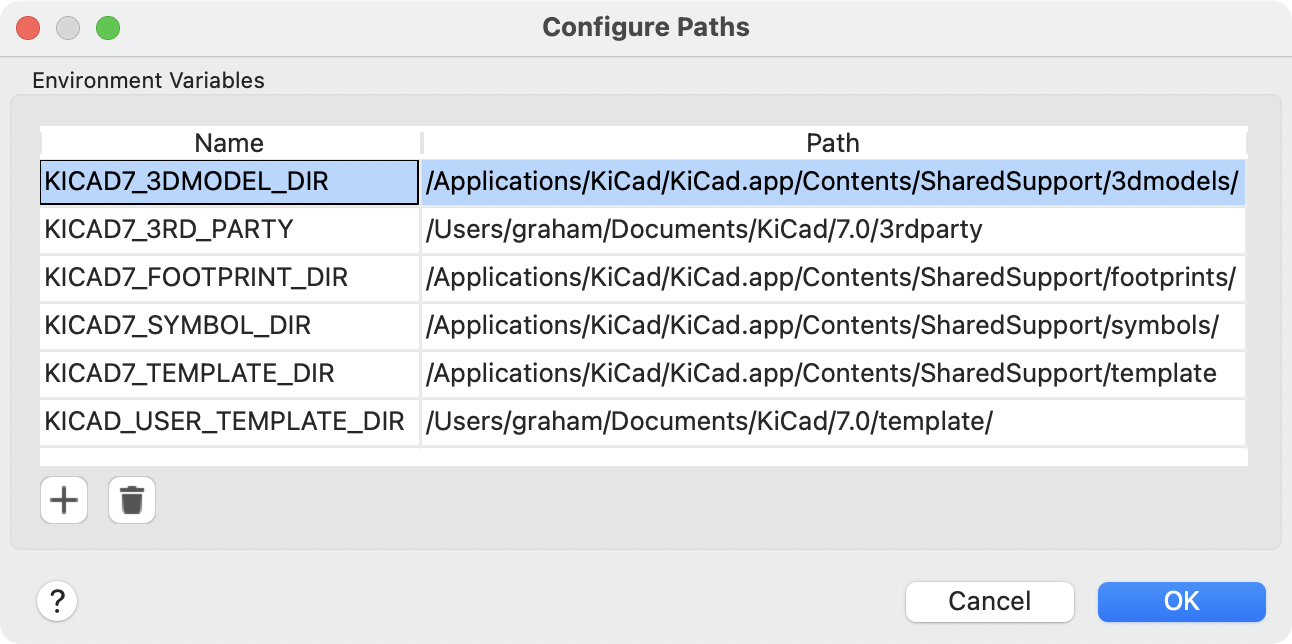 Configure Paths
Environment Variables
Name Path
KICAD7_3DMODEL_DIR /Applications/KiCad/KiCad.app/Contents/SharedSupport/3dmodels/
KICAD7_3RD_PARTY /Users/graham/Documents/KiCad/7.0/3rdparty
KICAD7_FOOTPRINT_DIR /Applications/KiCad/KiCad.app/Contents/SharedSupport/footprints/
KICAD7_SYMBOL_DIR /Applications/KiCad/KiCad.app/Contents/SharedSupport/symbols/
KICAD7_TEMPLATE_DIR /Applications/KiCad/KiCad.app/Contents/SharedSupport/template
KICAD_USER_TEMPLATE_DIR /Users/graham/Documents/KiCad/7.0/template/
? Cancel OK